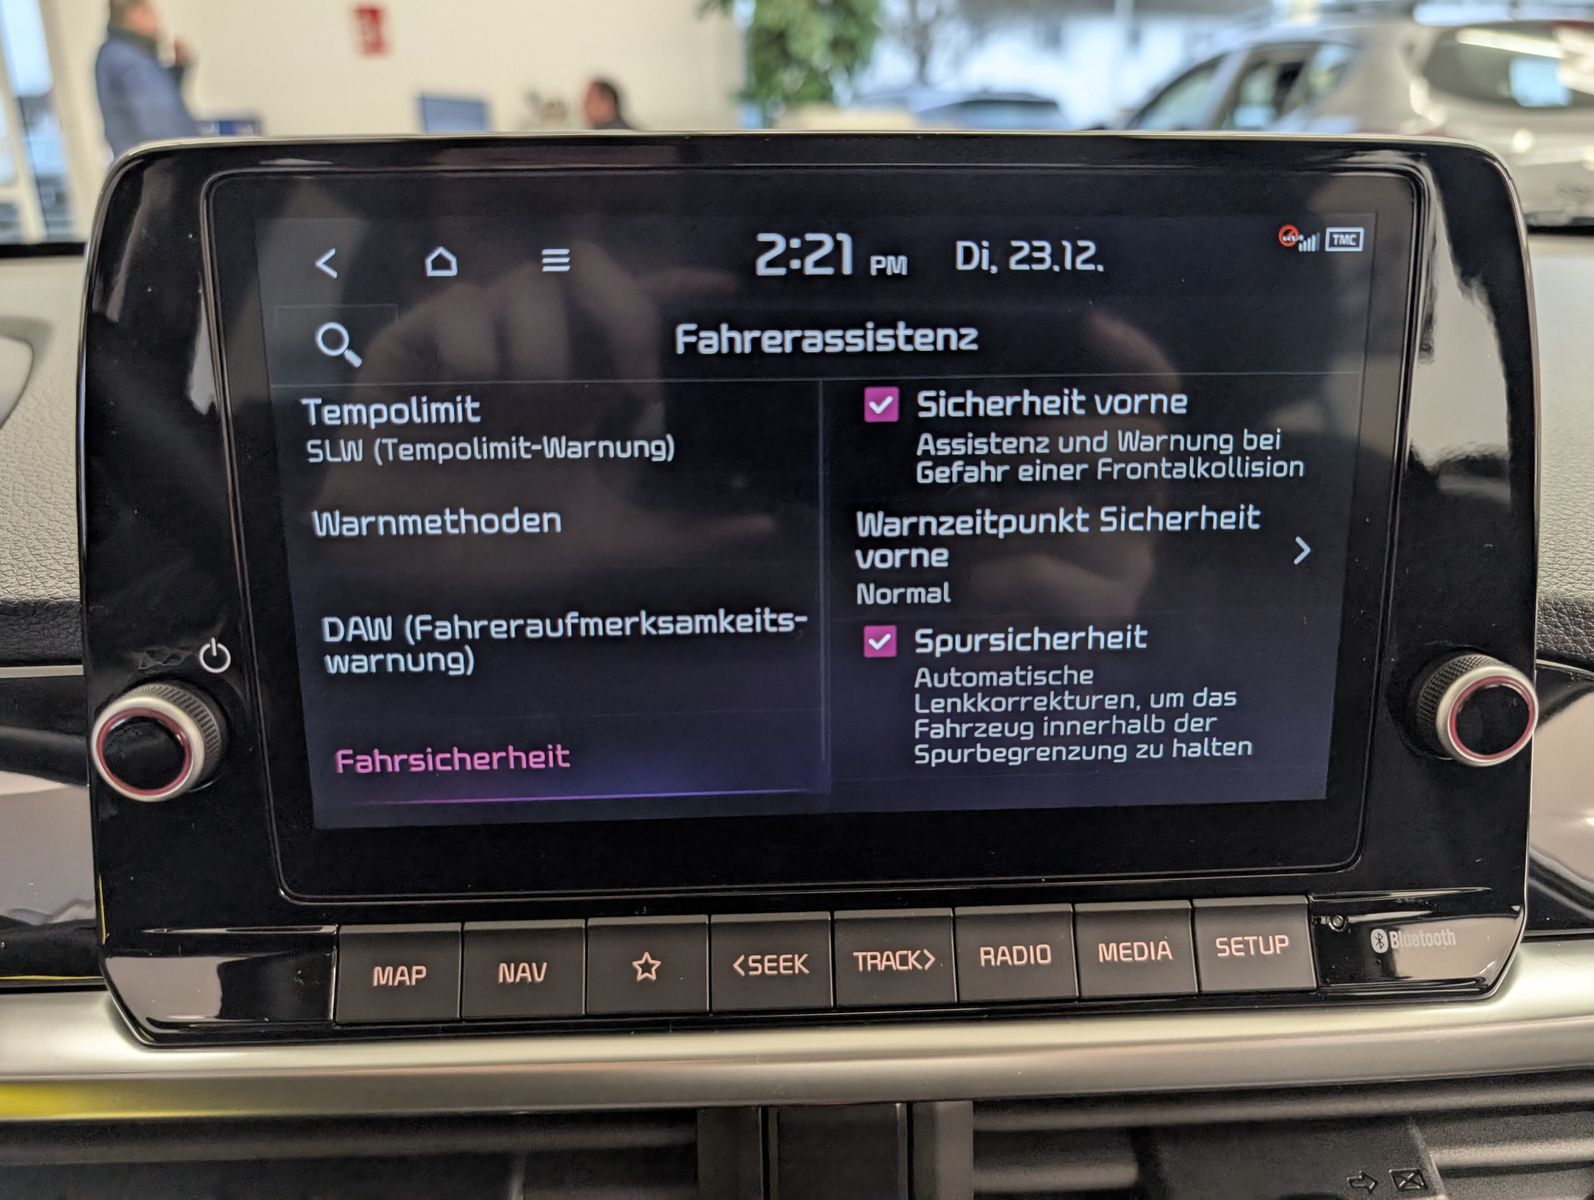 2:21 PM Di, 23.12.
TMC
Fahrerassistenz
Tempolimit
SLW (Tempolimit-Warnung)
Warnmethoden
DAW (Fahreraufmerksamkeits-
warnung)
Fahrsicherheit
Sicherheit vorne
Assistenz und Warnung bei
Gefahr einer Frontalkollision
Warnzeitpunkt Sicherheit
vorne
Normal
Spursicherheit
Automatische
Lenkkorrekturen, um das
Fahrzeug innerhalb der
Spurbegrenzung zu halten
MAP NAV <SEEK TRACK> RADIO MEDIA SETUP
Bluetooth